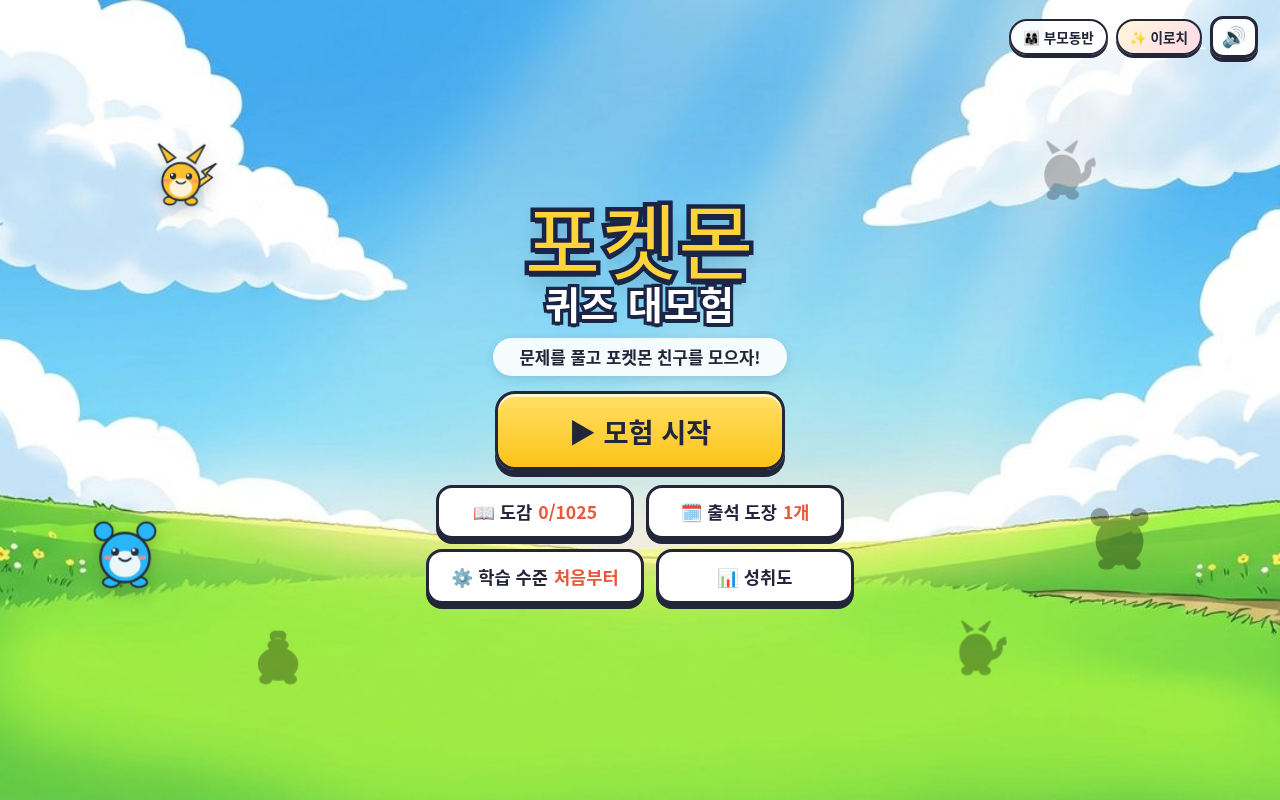 부모동반
이로치
포켓몬
퀴즈 대모험
문제를 풀고 포켓몬 친구를 모으자!
▶ 모험 시작
도감 0/1025
출석 도장 1개
학습 수준 처음부터
성취도